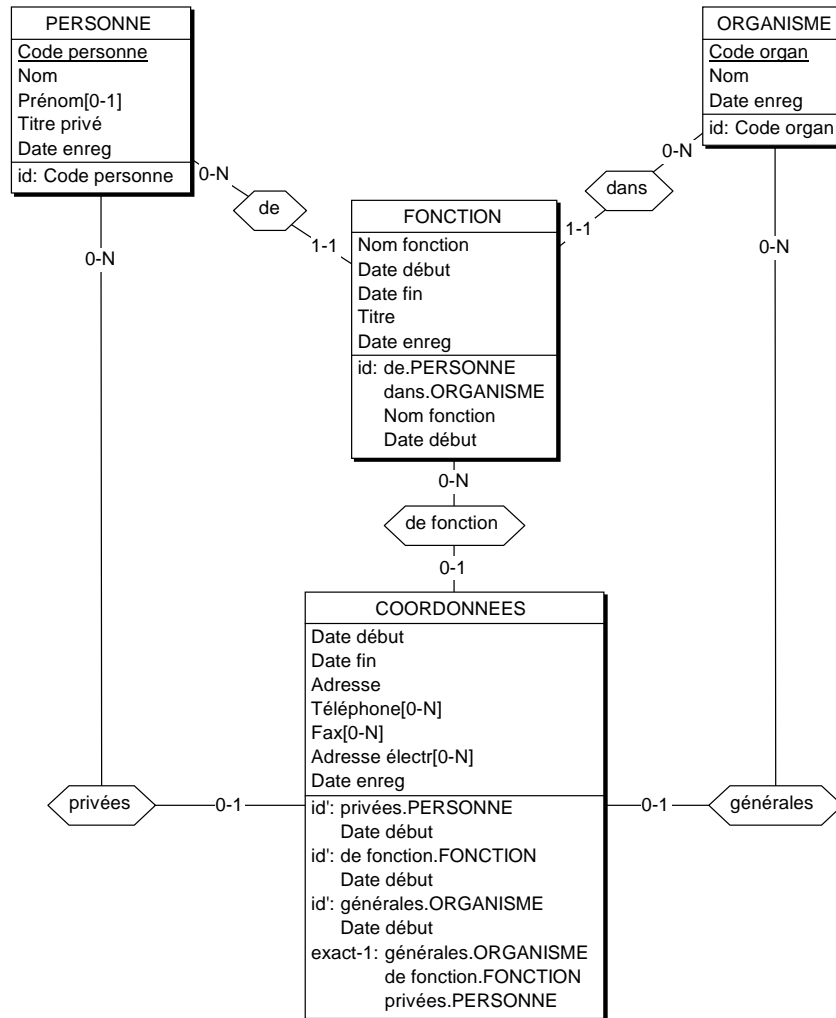 PERSONNE
Code personne
Nom
Prénom[0-1]
Titre privé
Date enreg
id: Code personne
ORGANISME
Code organ
Nom
Date enreg
id: Code organ
0-N
de
1-1
0-N
dans
1-1
FONCTION
Nom fonction
Date début
Date fin
Titre
Date enreg
id: de.PERSONNE
dans.ORGANISME
Nom fonction
Date début
0-N
0-N
0-N
de fonction
0-1
COORDONNEES
Date début
Date fin
Adresse
Téléphone[0-N]
Fax[0-N]
Adresse électr[0-N]
Date enreg
id': privées.PERSONNE
Date début
id': de fonction.FONCTION
Date début
id': générales.ORGANISME
Date début
exact-1: générales.ORGANISME
de fonction.FONCTION
privées.PERSONNE
privées
0-1
0-1
générales